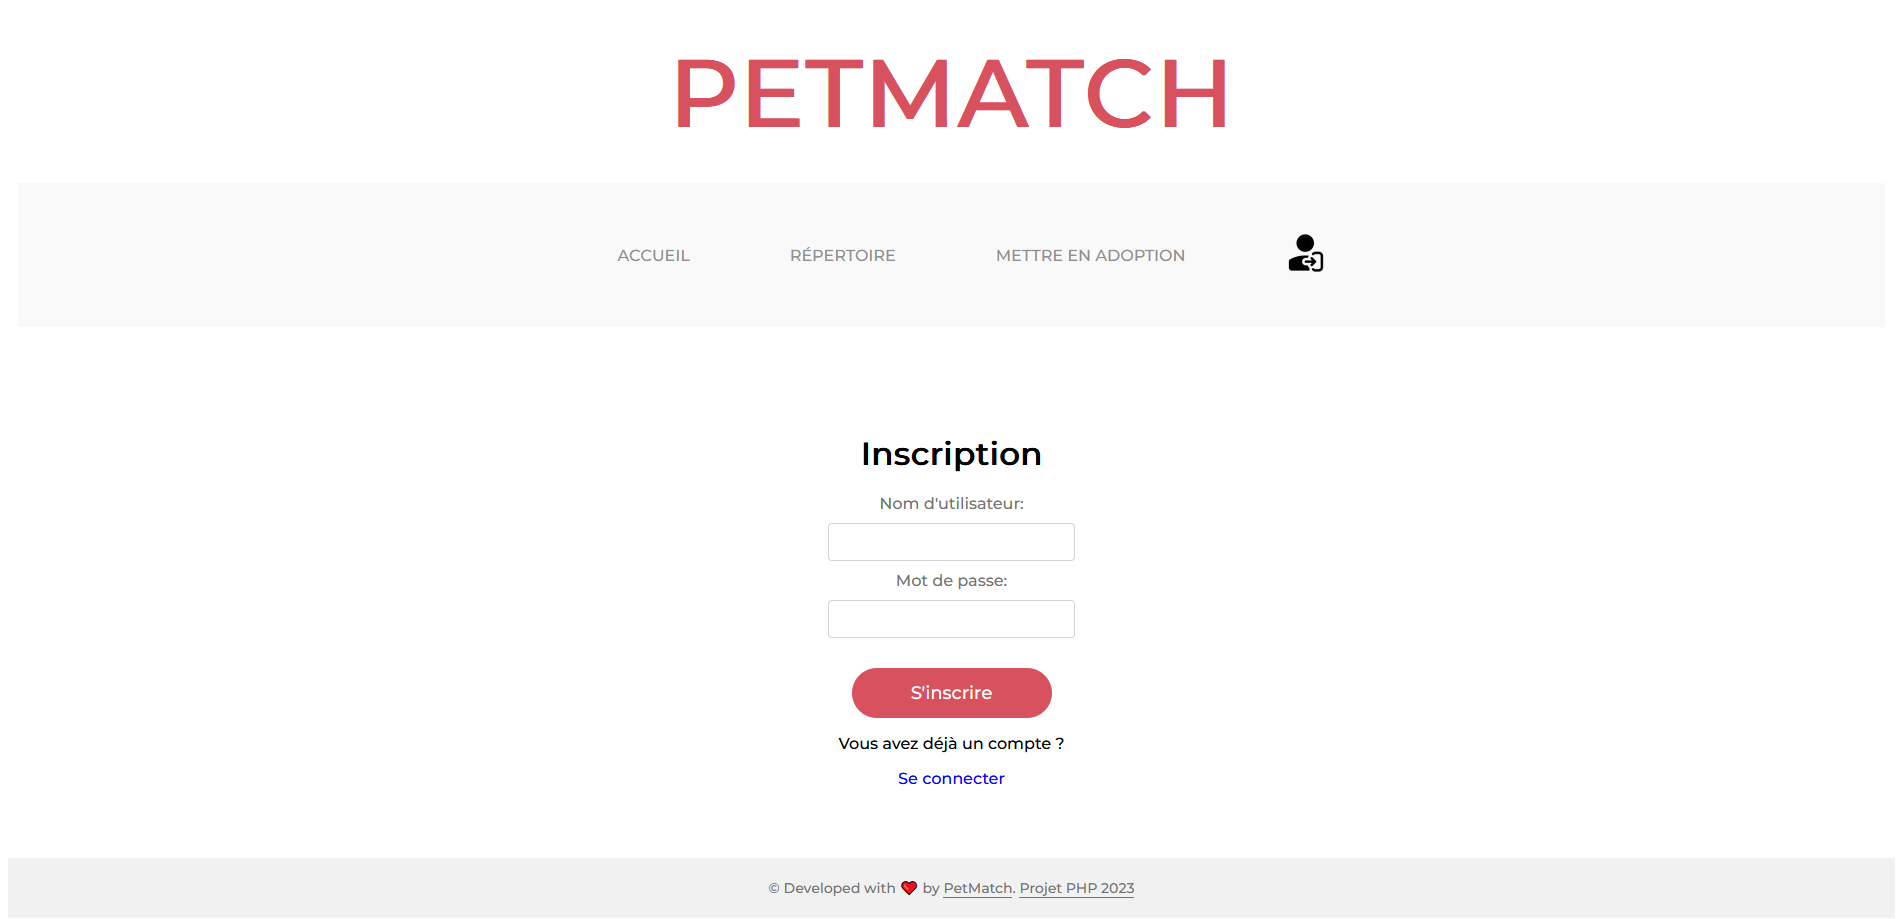 PETMATCH
ACCUEIL RÉPERTOIRE METTRE EN ADOPTION
Inscription
Nom d'utilisateur:
Mot de passe:
S'inscrire
Vous avez déjà un compte ?
Se connecter
© Developed with ❤ by PetMatch. Projet PHP 2023